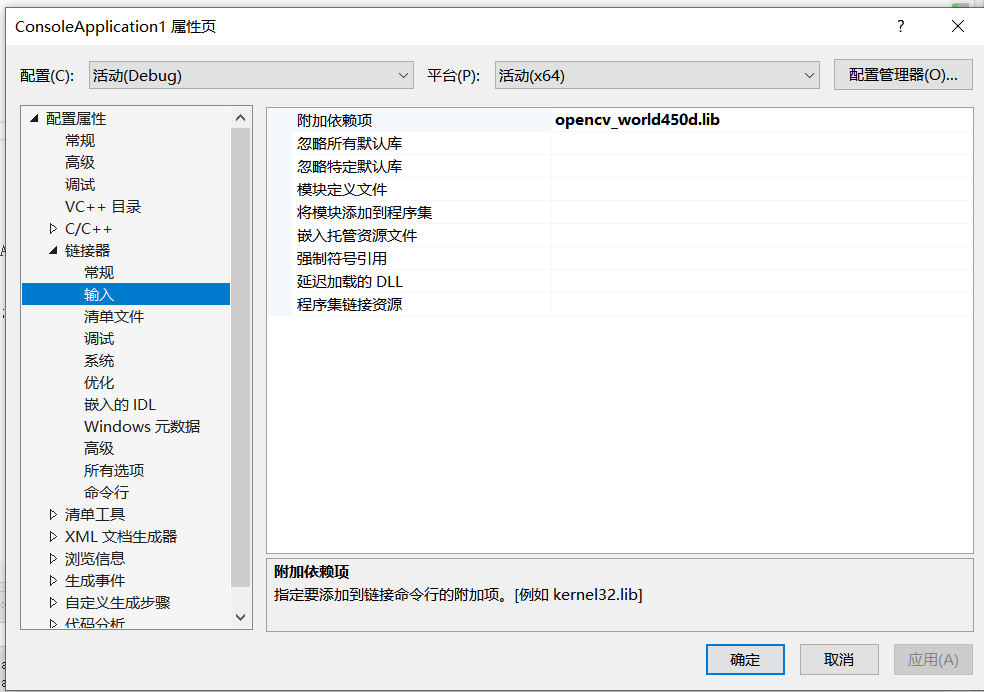 ConsoleApplication1 属性页
配置(C): 活动(Debug) 平台(P): 活动(x64) 配置管理器(O)...
配置属性
常规
高级
调试
VC++ 目录
C/C++
链接器
常规
输入
清单文件
调试
系统
优化
嵌入的 IDL
Windows 元数据
高级
所有选项
命令行
清单工具
XML 文档生成器
浏览信息
生成事件
自定义生成步骤
代码分析
附加依赖项 opencv_world450d.lib
忽略所有默认库
忽略特定默认库
模块定义文件
将模块添加到程序集
嵌入托管资源文件
强制符号引用
延迟加载的 DLL
程序集链接资源
附加依赖项
指定要添加到链接命令行的附加项。[例如 kernel32.lib]
确定 取消 应用(A)